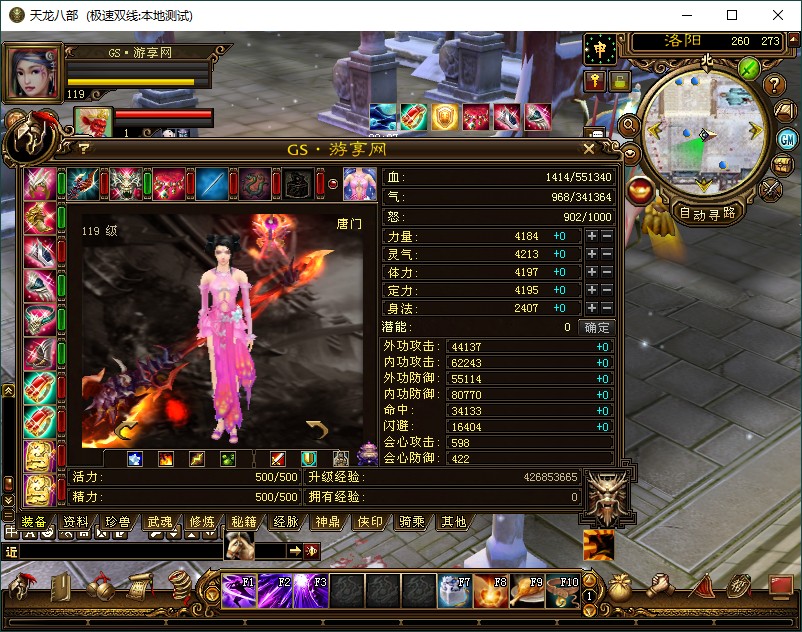 天龙八部 (极速双线:本地测试)
GS·游享网
119
1
洛阳 260 273
申
北
GM
自动寻路
GS·游享网
?
119 级
唐门
血: 1414/551340
气: 968/341364
怒: 902/1000
力量: 4184 +0
灵气: 4213 +0
体力: 4197 +0
定力: 4195 +0
身法: 2407 +0
潜能: 0 确定
外功攻击: 44137 +0
内功攻击: 62243 +0
外功防御: 55114 +0
内功防御: 80770 +0
命中: 34133 +0
闪避: 16404 +0
会心攻击: 598
会心防御: 422
活力: 500/500 升级经验: 426853665
精力: 500/500 拥有经验: 0
装备 资料 珍兽 武魂 修炼 秘籍 经脉 神鼎 侠印 骑乘 其他
近
F1 F2 F3 F7 F8 F9 F10 1